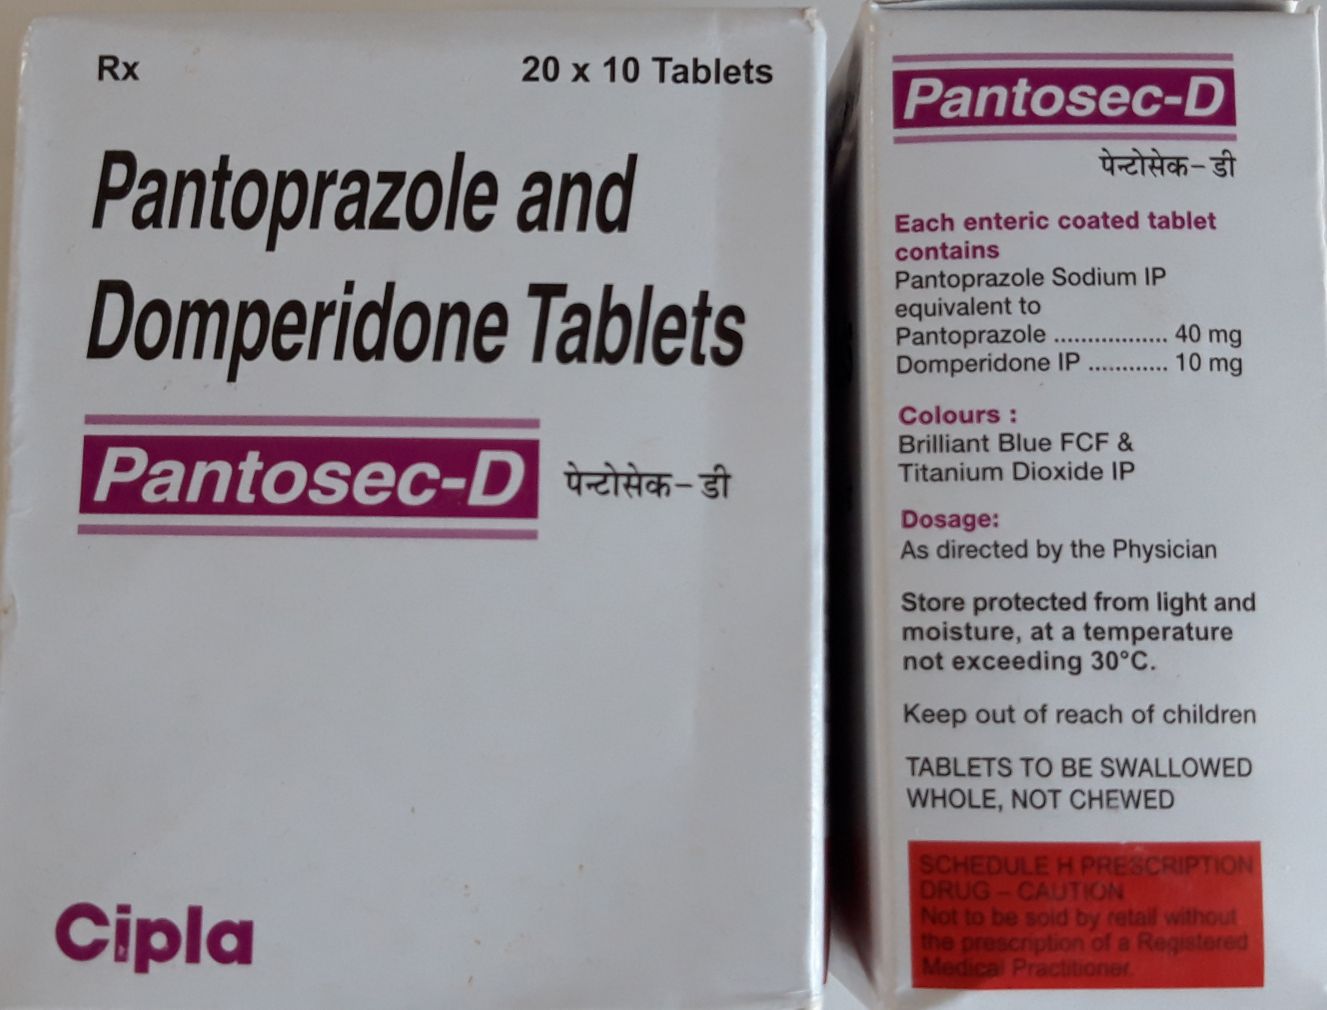 Rx
20 x 10 Tablets
Pantoprazole and
Domperidone Tablets
Pantosec-D
पेन्टोसेक-डी
Cipla
Pantosec-D
पेन्टोसेक-डी
Each enteric coated tablet
contains
Pantoprazole Sodium IP
equivalent to
Pantoprazole .................. 40 mg
Domperidone IP ............ 10 mg
Colours :
Brilliant Blue FCF &
Titanium Dioxide IP
Dosage:
As directed by the Physician
Store protected from light and
moisture, at a temperature
not exceeding 30°C.
Keep out of reach of children
TABLETS TO BE SWALLOWED
WHOLE, NOT CHEWED
SCHEDULE H PRESCRIPTION
DRUG – CAUTION
Not to be sold by retail without
the prescription of a Registered
Medical Practitioner.